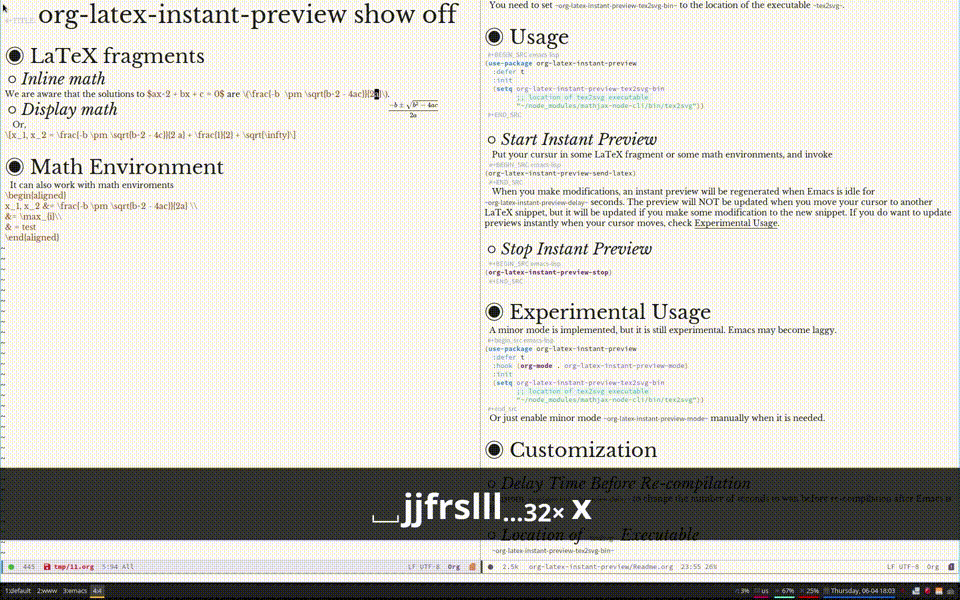 org-latex-instant-preview show off
LaTeX fragments
Inline math
We are aware that the solutions to $ax^2 + bx + c = 0$ are \(\frac{-b \pm \sqrt{b^2 - 4ac}}{2a}\).
−b ± √b² − 4ac
2a
Display math
Or,
\[x_1, x_2 = \frac{-b \pm \sqrt{b^2 - 4c}}{2 a} + \frac{1}{2} + \sqrt{\infty}\]
Math Environment
It can also work with math enviroments
\begin{aligned}
x_1, x_2 &= \frac{-b \pm \sqrt{b^2 - 4ac}}{2a} \\
&= \max_{i}\\
& = test
\end{aligned}
445 tmp/11.org 5:94 All LF UTF-8 Org
You need to set ~org-latex-instant-preview-tex2svg-bin~ to the location of the executable ~tex2svg~.
Usage
#+BEGIN_SRC emacs-lisp
(use-package org-latex-instant-preview
:defer t
:init
(setq org-latex-instant-preview-tex2svg-bin
;; location of tex2svg executable
"~/node_modules/mathjax-node-cli/bin/tex2svg"))
#+END_SRC
Start Instant Preview
Put your cursur in some LaTeX fragment or some math environments, and invoke
#+BEGIN_SRC emacs-lisp
(org-latex-instant-preview-send-latex)
#+END_SRC
When you make modifications, an instant preview will be regenerated when Emacs is idle for
~org-latex-instant-preview-delay~ seconds. The preview will NOT be updated when you move your cursor to another
LaTeX snippet, but it will be updated if you make some modification to the new snippet. If you do want to update
previews instantly when your cursor moves, check Experimental Usage.
Stop Instant Preview
#+BEGIN_SRC emacs-lisp
(org-latex-instant-preview-stop)
#+END_SRC
Experimental Usage
A minor mode is implemented, but it is still experimental. Emacs may become laggy.
#+begin_src emacs-lisp
(use-package org-latex-instant-preview
:defer t
:hook (org-mode . org-latex-instant-preview-mode)
:init
(setq org-latex-instant-preview-tex2svg-bin
;; location of tex2svg executable
"~/node_modules/mathjax-node-cli/bin/tex2svg"))
#+end_src
Or just enable minor mode ~org-latex-instant-preview-mode~ manually when it is needed.
Customization
Delay Time Before Re-compilation
to change the number of seconds to wait before re-compilation after Emacs is
Location of Executable
~org-latex-instant-preview-tex2svg-bin~
2.5k org-latex-instant-preview/Readme.org 23:55 26% LF UTF-8 Org
␣jjfrslll...32× x
1:default 2:www 3:emacs 4:4 3% us 67% 25% Thursday, 06-04 18:03